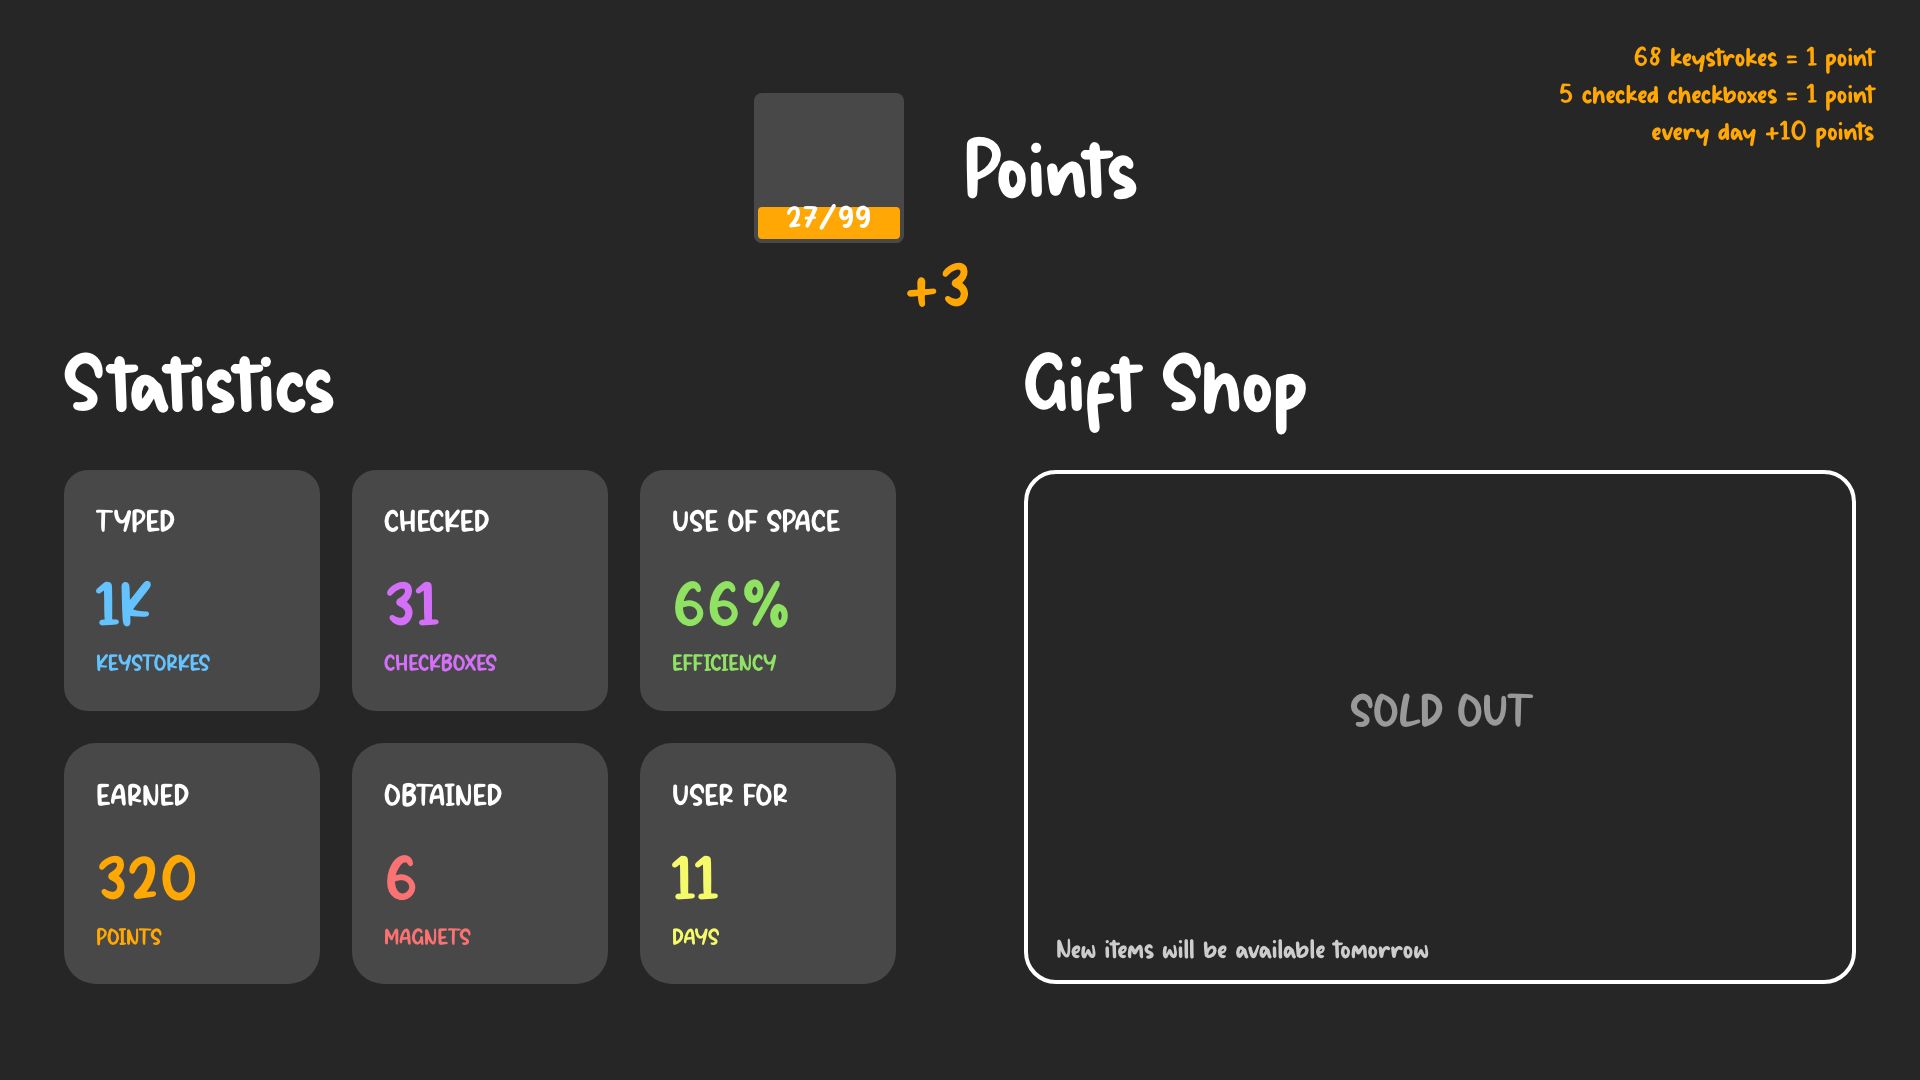 68 keystrokes = 1 point
5 checked checkboxes = 1 point
every day +10 points
27/99
Points
+3
Statistics
TYPED
1K
KEYSTORKES
CHECKED
31
CHECKBOXES
USE OF SPACE
66%
EFFICIENCY
EARNED
320
POINTS
OBTAINED
6
MAGNETS
USER FOR
11
DAYS
Gift Shop
SOLD OUT
New items will be available tomorrow